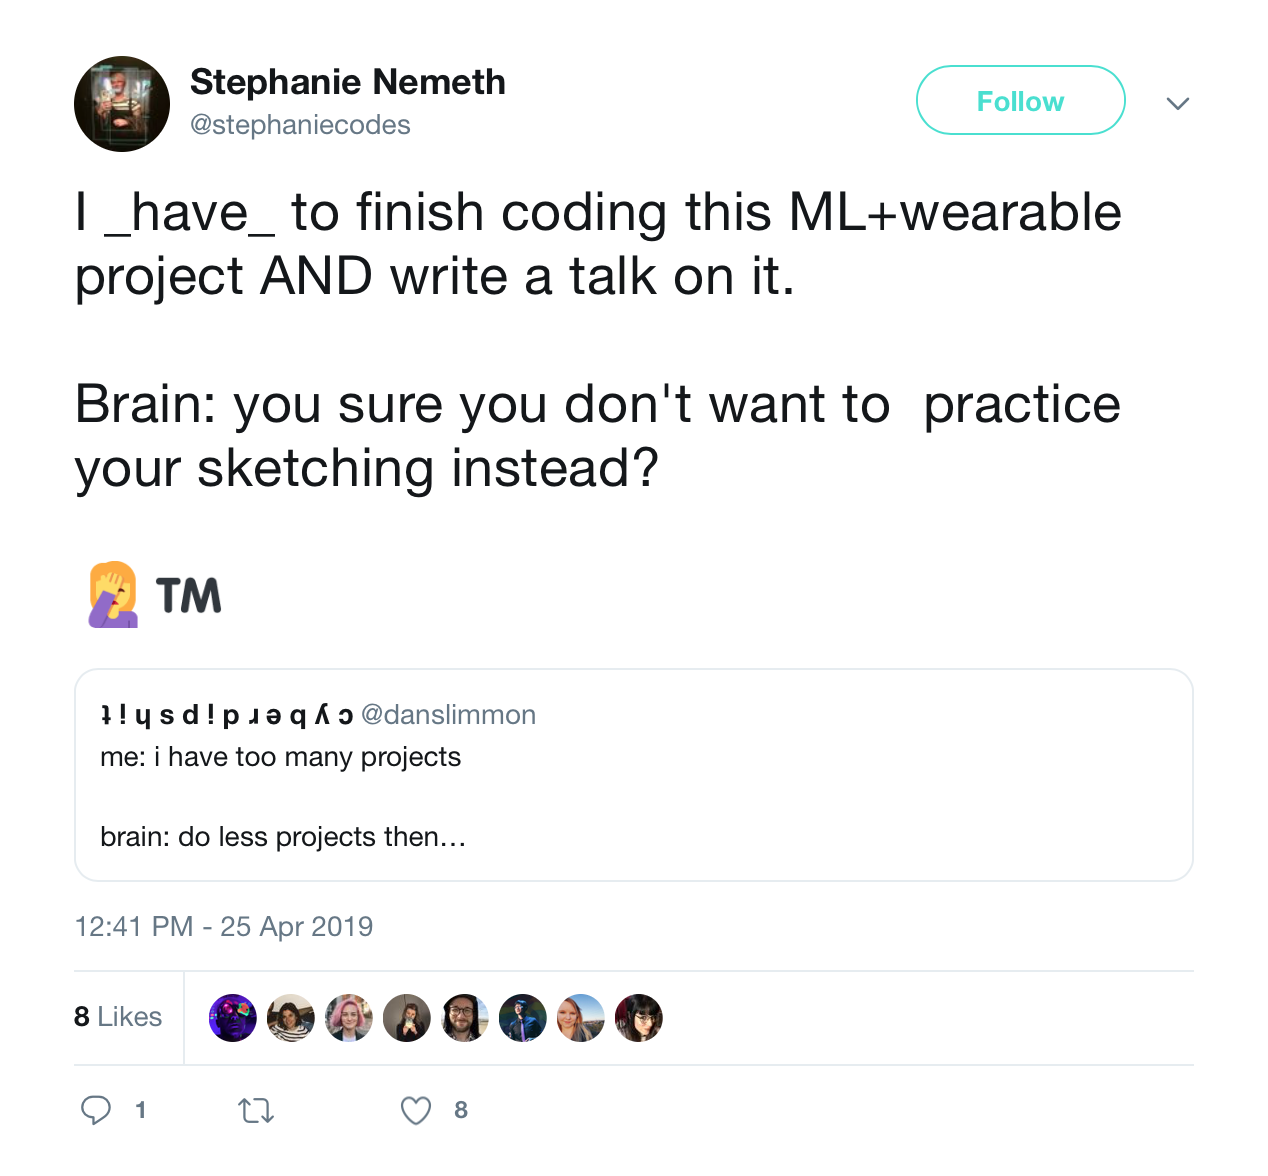 Stephanie Nemeth
@stephaniecodes
Follow
I _have_ to finish coding this ML+wearable
project AND write a talk on it.
Brain: you sure you don't want to  practice
your sketching instead?
🤦‍♀️ TM
ʇ!ɥsd!pɹǝqʎɔ @danslimmon
me: i have too many projects
brain: do less projects then…
12:41 PM - 25 Apr 2019
8 Likes
1 8